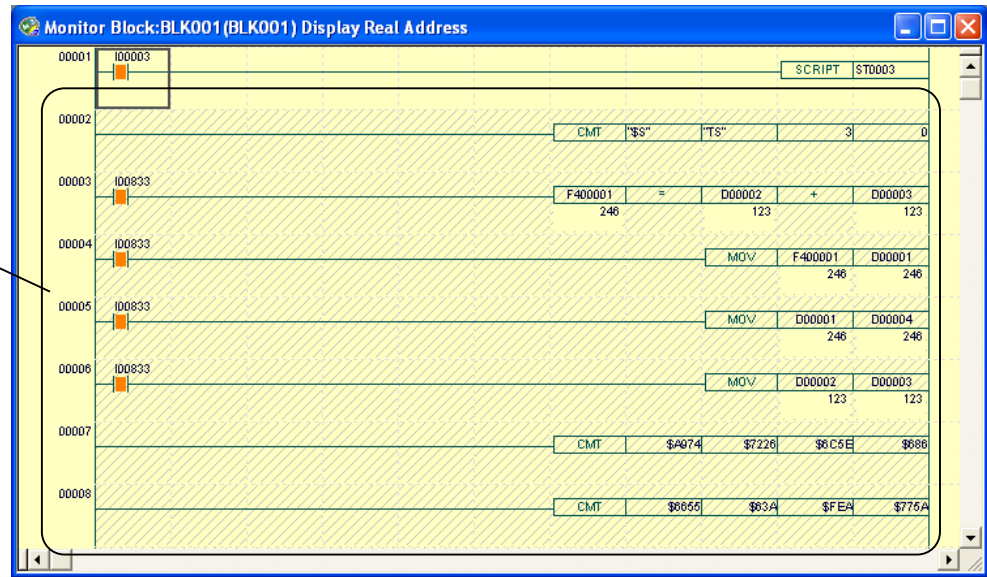 Monitor Block:BLK001(BLK001) Display Real Address
00001 I00003
SCRIPT ST0003
00002
CMT "$S" "TS" 3 0
00003 I00833
F400001 = D00002 + D00003
246 123 123
00004 I00833
MOV F400001 D00001
246 246
00005 I00833
MOV D00001 D00004
246 246
00006 I00833
MOV D00002 D00003
123 123
00007
CMT $A974 $7226 $6C5E $686
00008
CMT $6655 $63A $FEA $775A